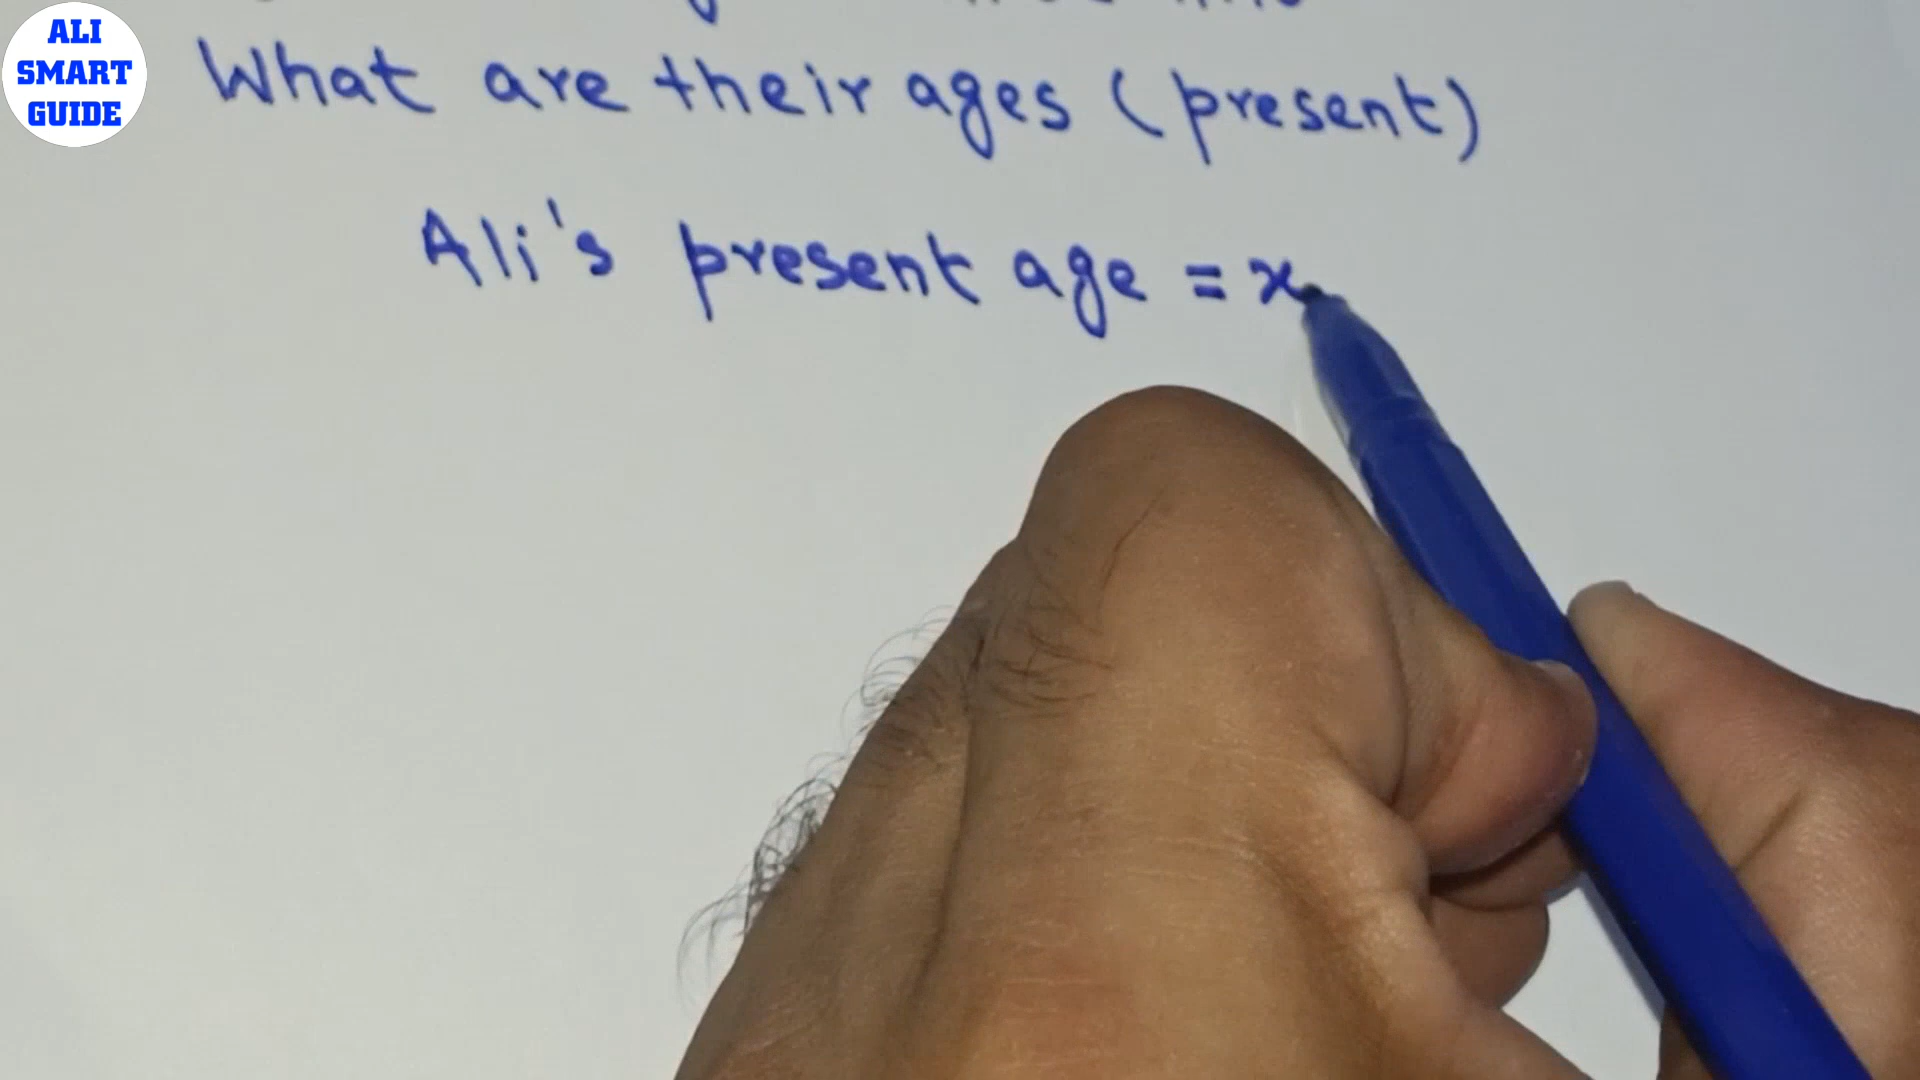 ALI
SMART
GUIDE
What are their ages (present)
Ali's present age = x